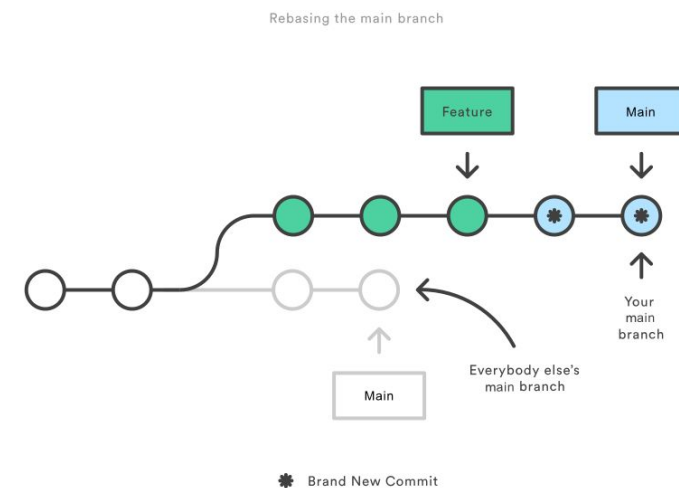 Rebasing the main branch
Feature
Main
Your
main
branch
Everybody else's
main branch
Main
Brand New Commit